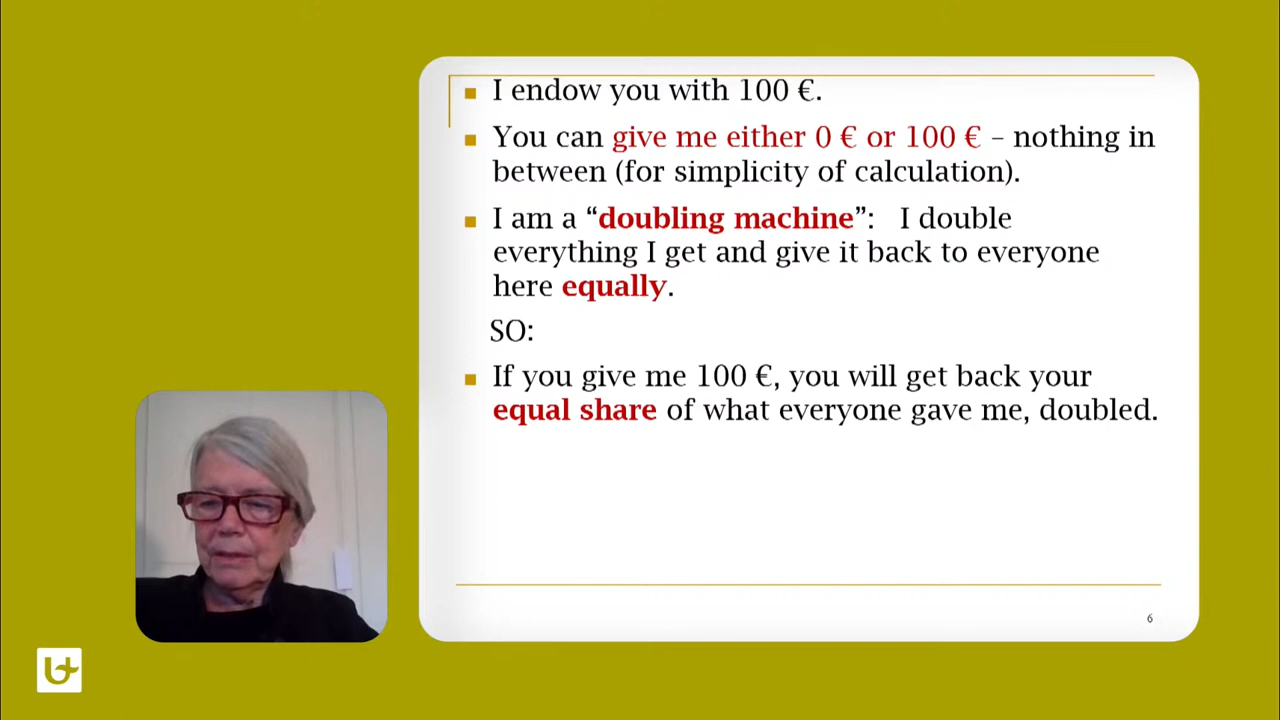 I endow you with 100 €.
You can give me either 0 € or 100 € – nothing in
between (for simplicity of calculation).
I am a “doubling machine”: I double
everything I get and give it back to everyone
here equally.
SO:
If you give me 100 €, you will get back your
equal share of what everyone gave me, doubled.
6